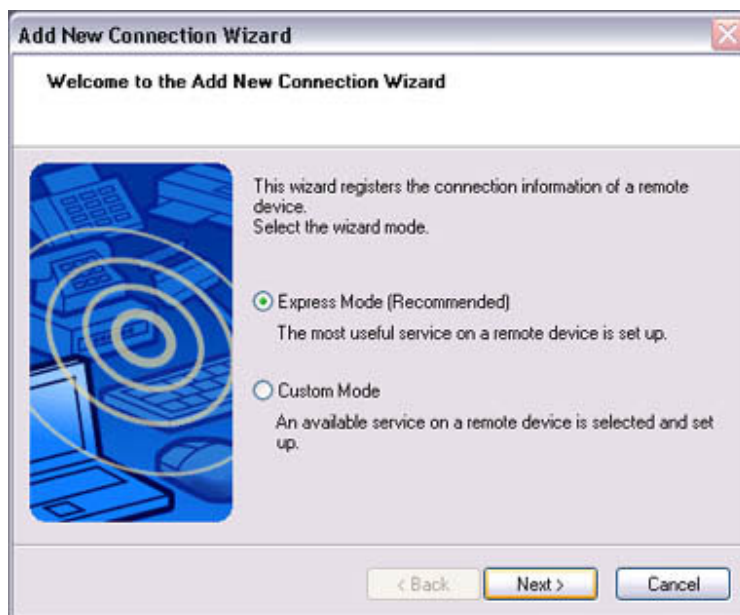 Add New Connection Wizard
Welcome to the Add New Connection Wizard
This wizard registers the connection information of a remote
device.
Select the wizard mode.
Express Mode (Recommended)
The most useful service on a remote device is set up.
Custom Mode
An available service on a remote device is selected and set
up.
< Back
Next >
Cancel